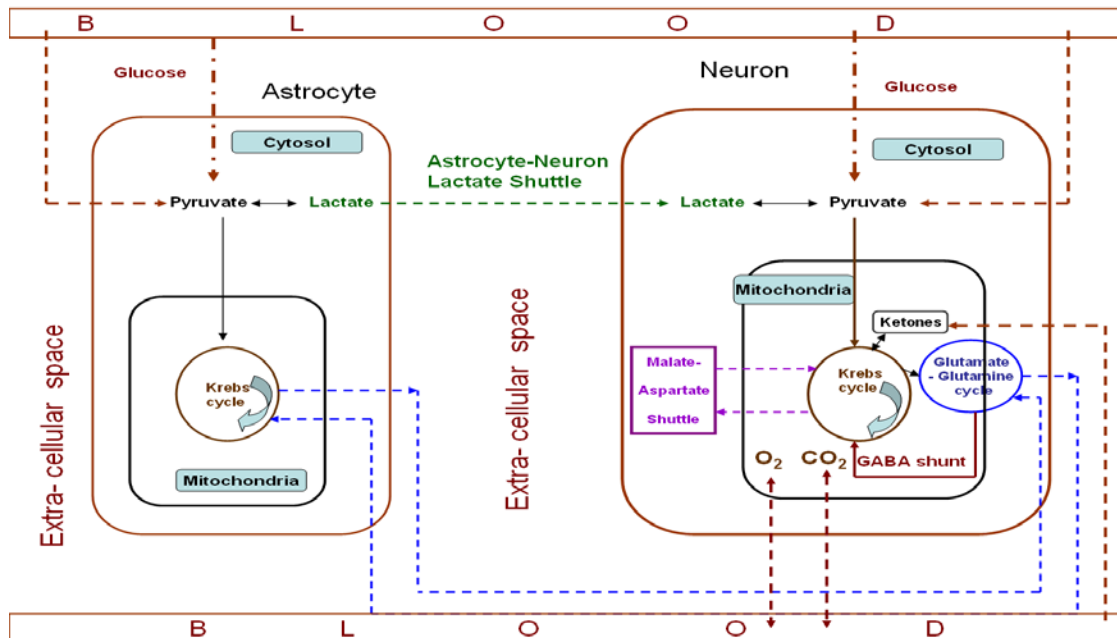 B L O O D
Glucose
Astrocyte
Neuron
Glucose
Cytosol
Cytosol
Astrocyte-Neuron
Lactate Shuttle
Pyruvate
Lactate
Lactate
Pyruvate
Mitochondria
Ketones
Extra- cellular space
Extra- cellular space
Krebs
cycle
Malate-
Aspartate
Shuttle
Krebs
cycle
Glutamate
- Glutamine
cycle
Mitochondria
O2
CO2
GABA shunt
B L O O D